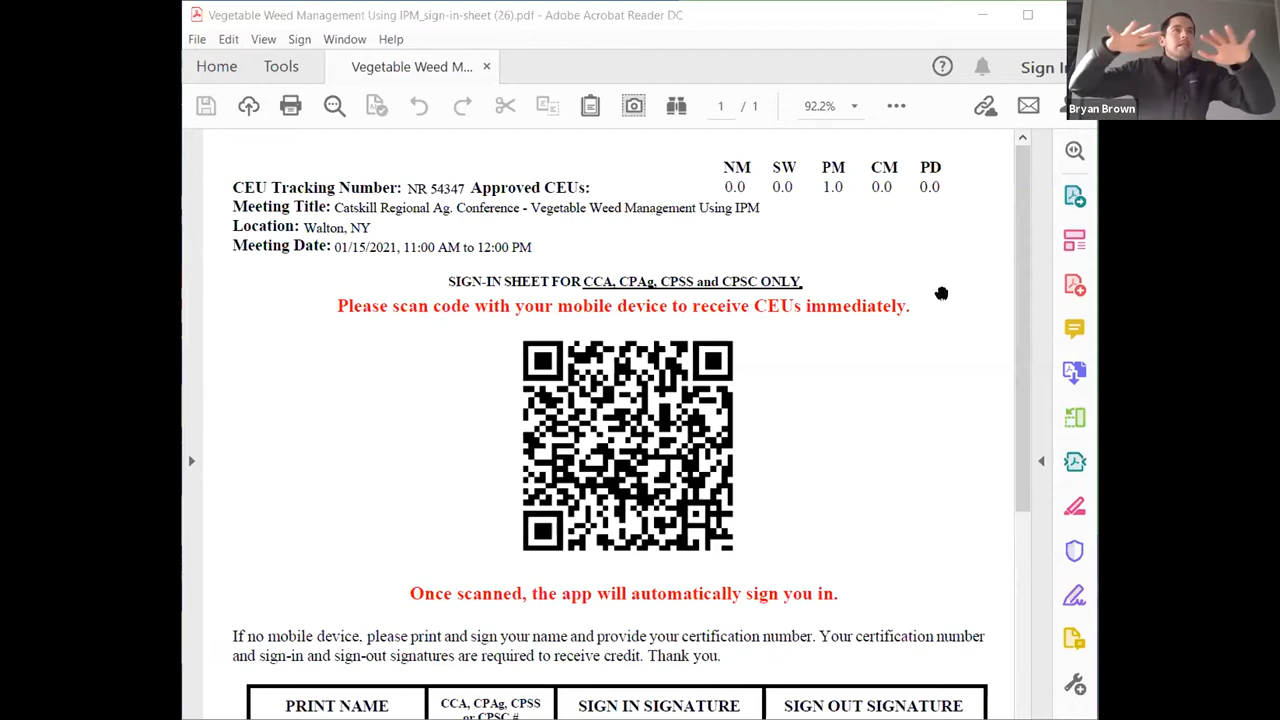 Vegetable Weed Management Using IPM_sign-in-sheet (26).pdf - Adobe Acrobat Reader DC
File Edit View Sign Window Help
Home Tools Vegetable Weed M... × Sign In
1 / 1 92.2%
Bryan Brown
NM SW PM CM PD
CEU Tracking Number: NR 54347 Approved CEUs: 0.0 0.0 1.0 0.0 0.0
Meeting Title: Catskill Regional Ag. Conference - Vegetable Weed Management Using IPM
Location: Walton, NY
Meeting Date: 01/15/2021, 11:00 AM to 12:00 PM
SIGN-IN SHEET FOR CCA, CPAg, CPSS and CPSC ONLY.
Please scan code with your mobile device to receive CEUs immediately.
Once scanned, the app will automatically sign you in.
If no mobile device, please print and sign your name and provide your certification number. Your certification number
and sign-in and sign-out signatures are required to receive credit. Thank you.
PRINT NAME CCA, CPAg, CPSS SIGN IN SIGNATURE SIGN OUT SIGNATURE
or CPSC #